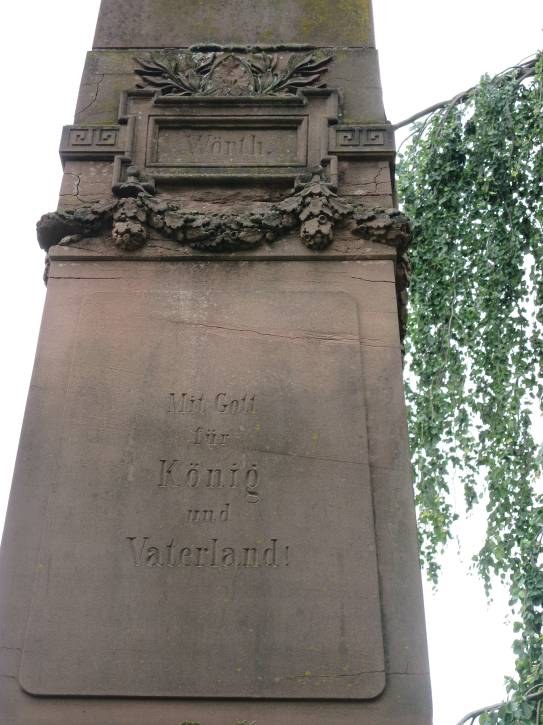 Wörth.
Mit Gott
für
König
und
Vaterland!